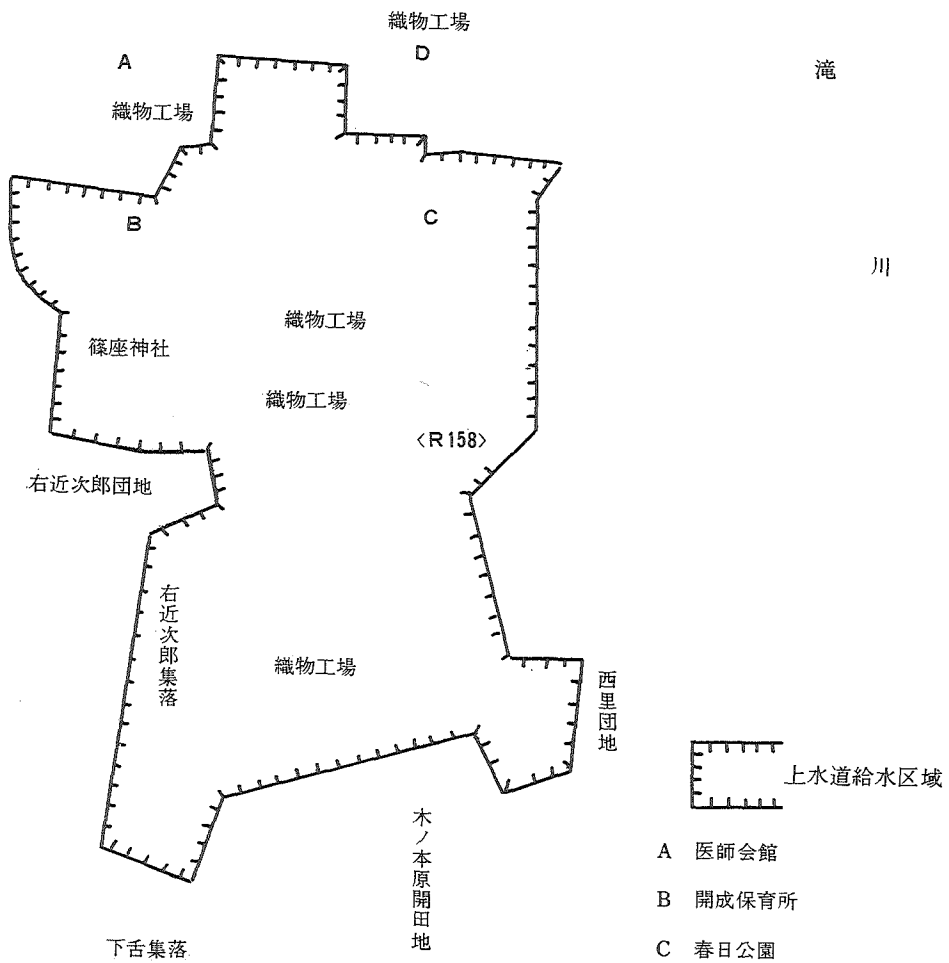 織物工場
A
D
滝
織物工場
B
C
川
織物工場
篠座神社
織物工場
〈R158〉
右近次郎団地
右近次郎集落
織物工場
西里団地
上水道給水区域
木ノ本原開田地
A 医師会館
B 開成保育所
下舌集落
C 春日公園